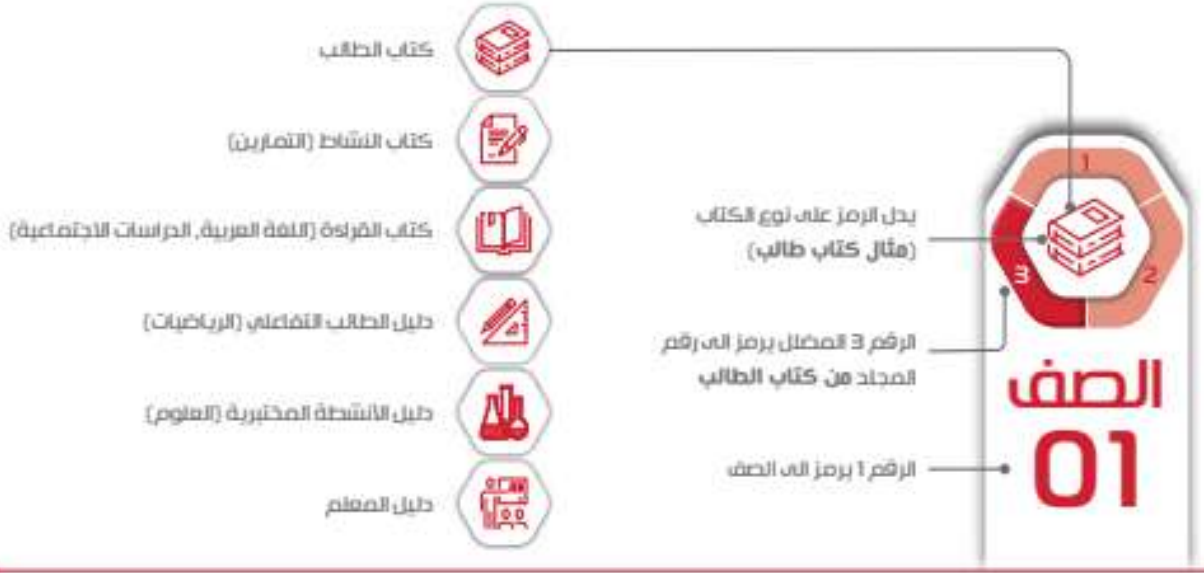 كتاب الطالب
كتاب النشاط (التمارين)
كتاب القراءة (اللغة العربية، الدراسات الاجتماعية)
دليل الطالب التفاعلي (الرياضيات)
دليل الأنشطة المختبرية (العلوم)
دليل المعلم
يدل الرمز على نوع الكتاب
(مثال كتاب طالب)
الرقم 3 المضلل يرمز الى رقم
المجلد من كتاب الطالب
الرقم 1 يرمز الى الصف
1
2
3
الصف
01